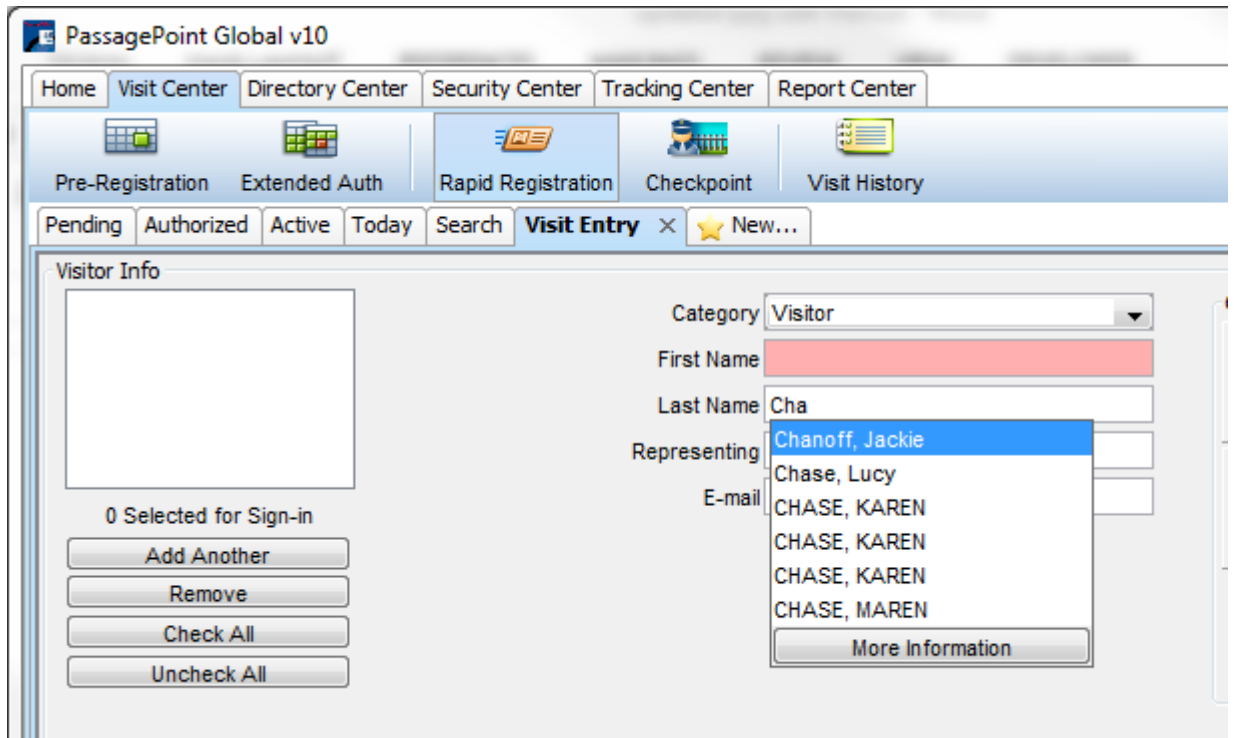 PassagePoint Global v10
Home Visit Center Directory Center Security Center Tracking Center Report Center
Pre-Registration Extended Auth Rapid Registration Checkpoint Visit History
Pending Authorized Active Today Search Visit Entry New...
Visitor Info
Category Visitor
First Name
Last Name Cha
Representing
E-mail
Chanoff, Jackie
Chase, Lucy
CHASE, KAREN
CHASE, KAREN
CHASE, KAREN
CHASE, MAREN
More Information
0 Selected for Sign-in
Add Another
Remove
Check All
Uncheck All